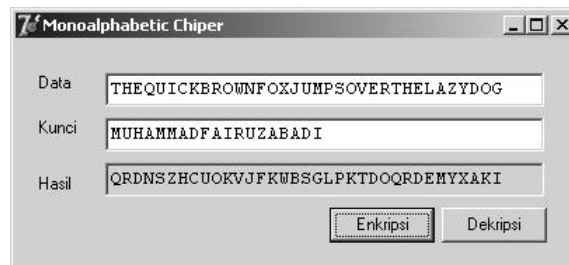 Monoalphabetic Chiper
Data THEQUICKBROWNFOXJUMPSOVERTHELAZYDOG
Kunci MUHAMMADFAIRUZABADI
Hasil QRDNSZHCUOKVJFKWBSGLPKTDOQRDEMYXAKI
Enkripsi Dekripsi